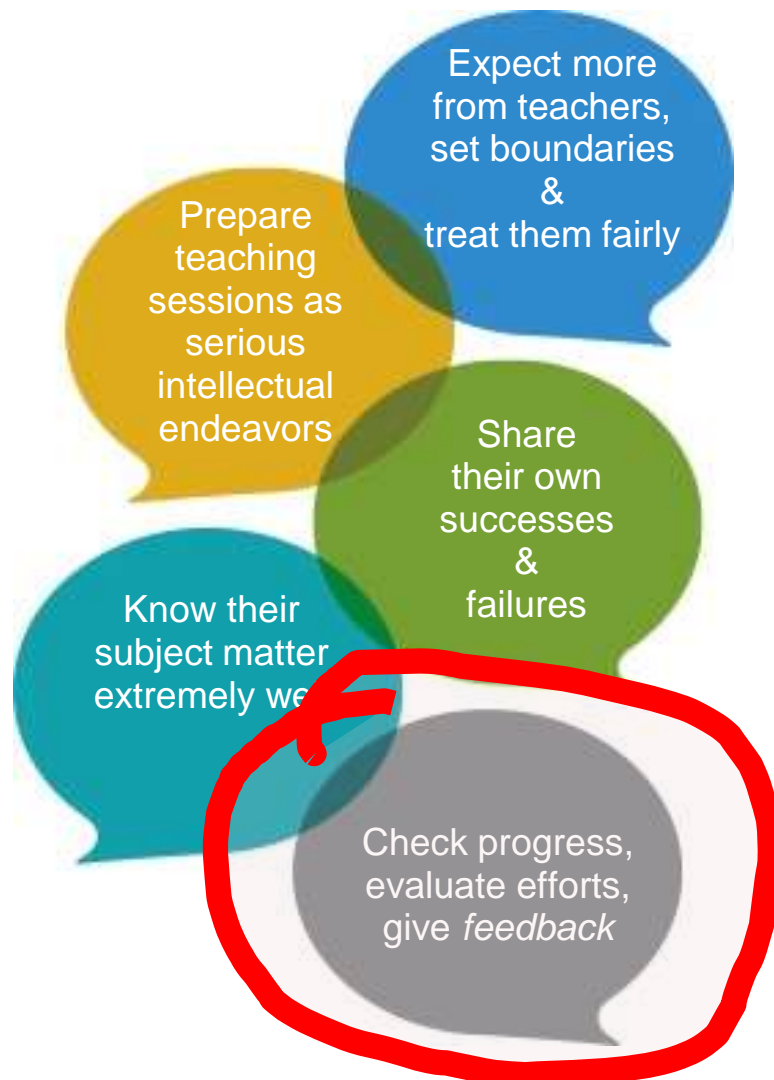 Expect more
from teachers,
set boundaries
&
treat them fairly
Prepare
teaching
sessions as
serious
intellectual
endeavors
Share
their own
successes
&
failures
Know their
subject matter
extremely
Check progress,
evaluate efforts,
give feedback